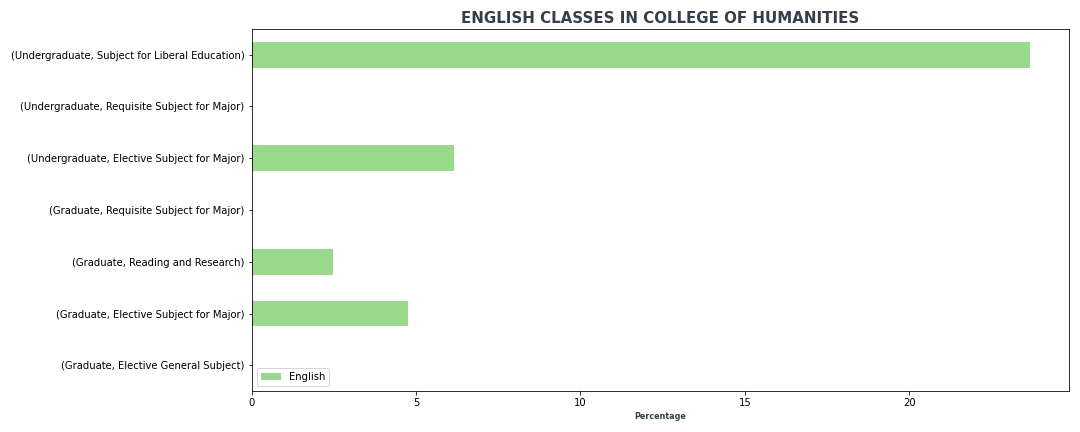 ENGLISH CLASSES IN COLLEGE OF HUMANITIES
(Undergraduate, Subject for Liberal Education)
(Undergraduate, Requisite Subject for Major)
(Undergraduate, Elective Subject for Major)
(Graduate, Requisite Subject for Major)
(Graduate, Reading and Research)
(Graduate, Elective Subject for Major)
(Graduate, Elective General Subject)
English
0 5 10 15 20
Percentage